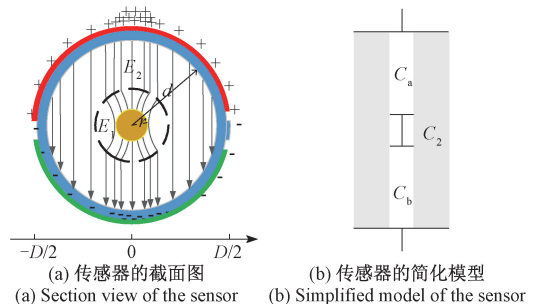 E₂
d
r
E₁
−D/2 0 D/2
(a) 传感器的截面图
(a) Section view of the sensor
Cₐ
C₂
C_b
(b) 传感器的简化模型
(b) Simplified model of the sensor